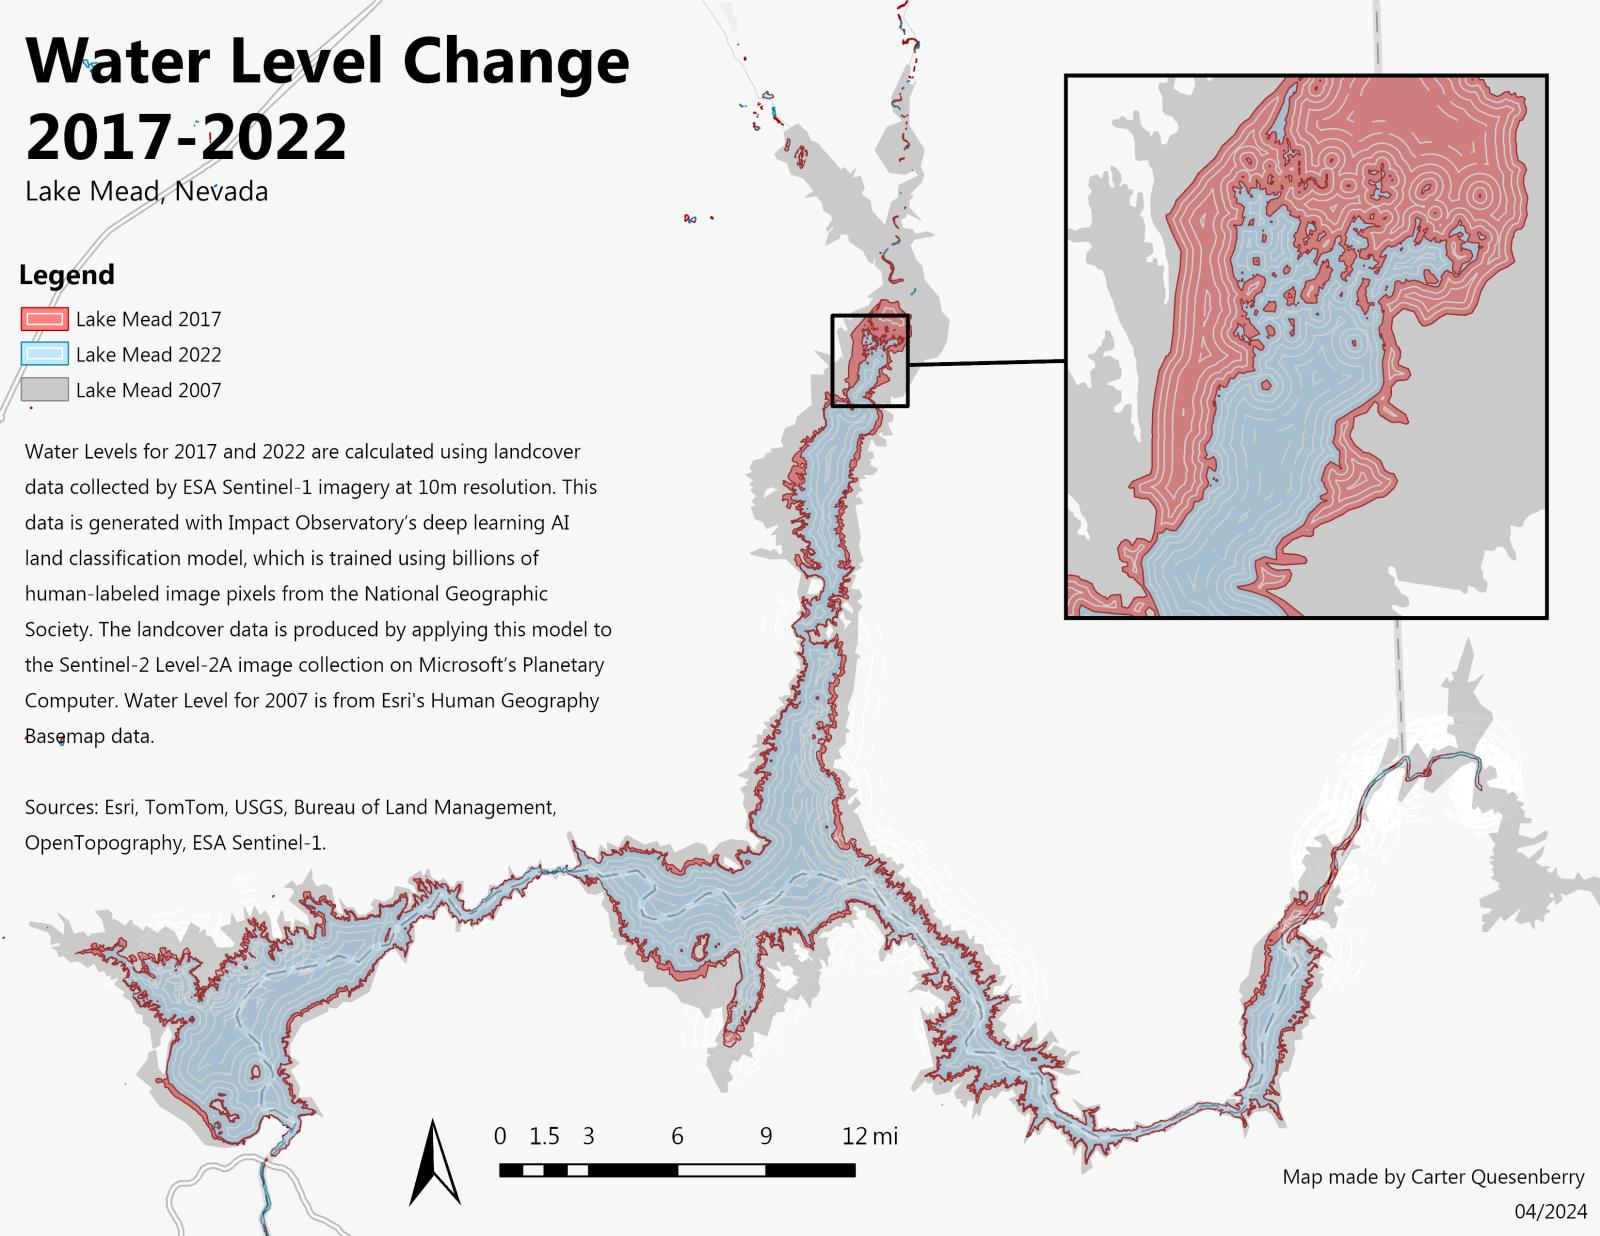 Water Level Change
2017-2022
Lake Mead, Nevada
Legend
Lake Mead 2017
Lake Mead 2022
Lake Mead 2007
Water Levels for 2017 and 2022 are calculated using landcover
data collected by ESA Sentinel-1 imagery at 10m resolution. This
data is generated with Impact Observatory's deep learning AI
land classification model, which is trained using billions of
human-labeled image pixels from the National Geographic
Society. The landcover data is produced by applying this model to
the Sentinel-2 Level-2A image collection on Microsoft's Planetary
Computer. Water Level for 2007 is from Esri's Human Geography
Basemap data.
Sources: Esri, TomTom, USGS, Bureau of Land Management,
OpenTopography, ESA Sentinel-1.
0 1.5 3 6 9 12 mi
Map made by Carter Quesenberry
04/2024